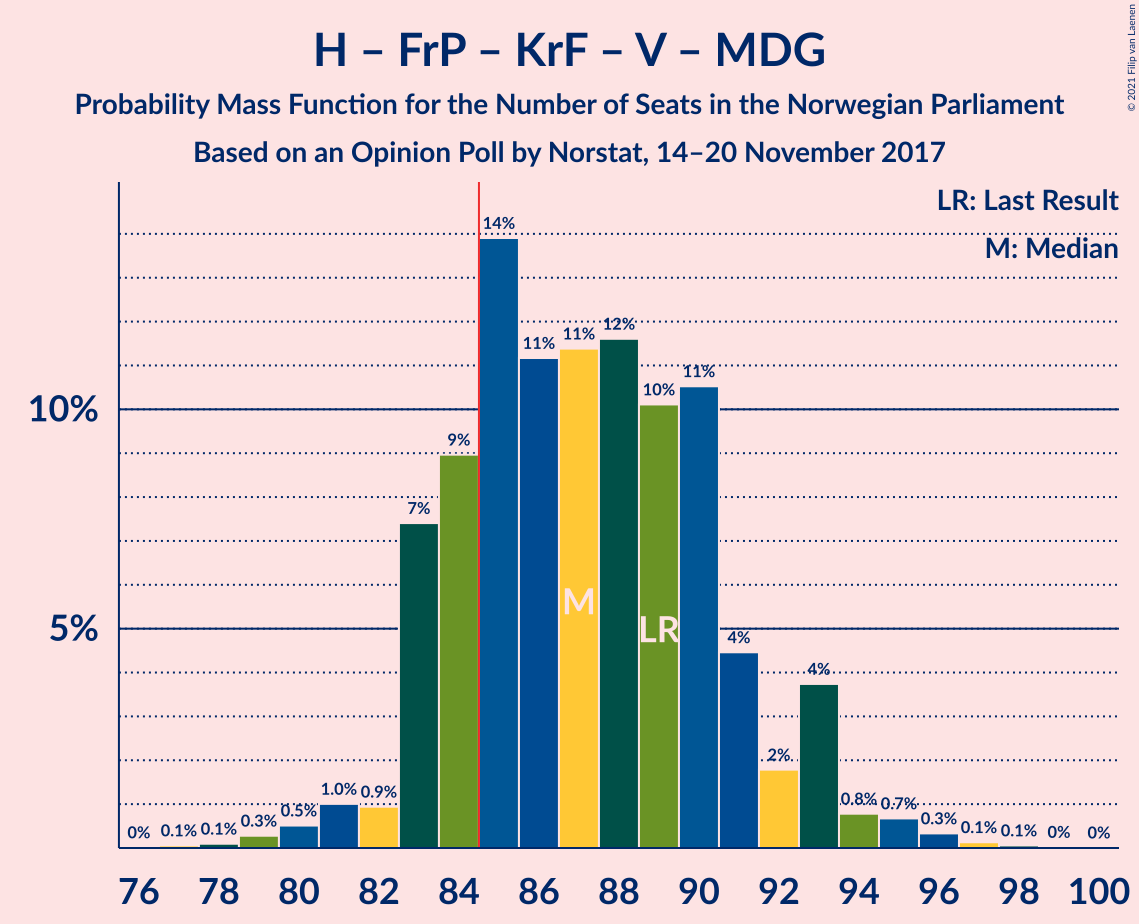 H – FrP – KrF – V – MDG
Probability Mass Function for the Number of Seats in the Norwegian Parliament
Based on an Opinion Poll by Norstat, 14–20 November 2017
© 2021 Filip van Laenen
LR: Last Result
M: Median
10%
5%
0% 0.1% 0.1% 0.3% 0.5% 1.0% 0.9% 7% 9% 14% 11% 11% 12% 10% 11% 4% 2% 4% 0.8% 0.7% 0.3% 0.1% 0.1% 0% 0%
M
LR
76 78 80 82 84 86 88 90 92 94 96 98 100